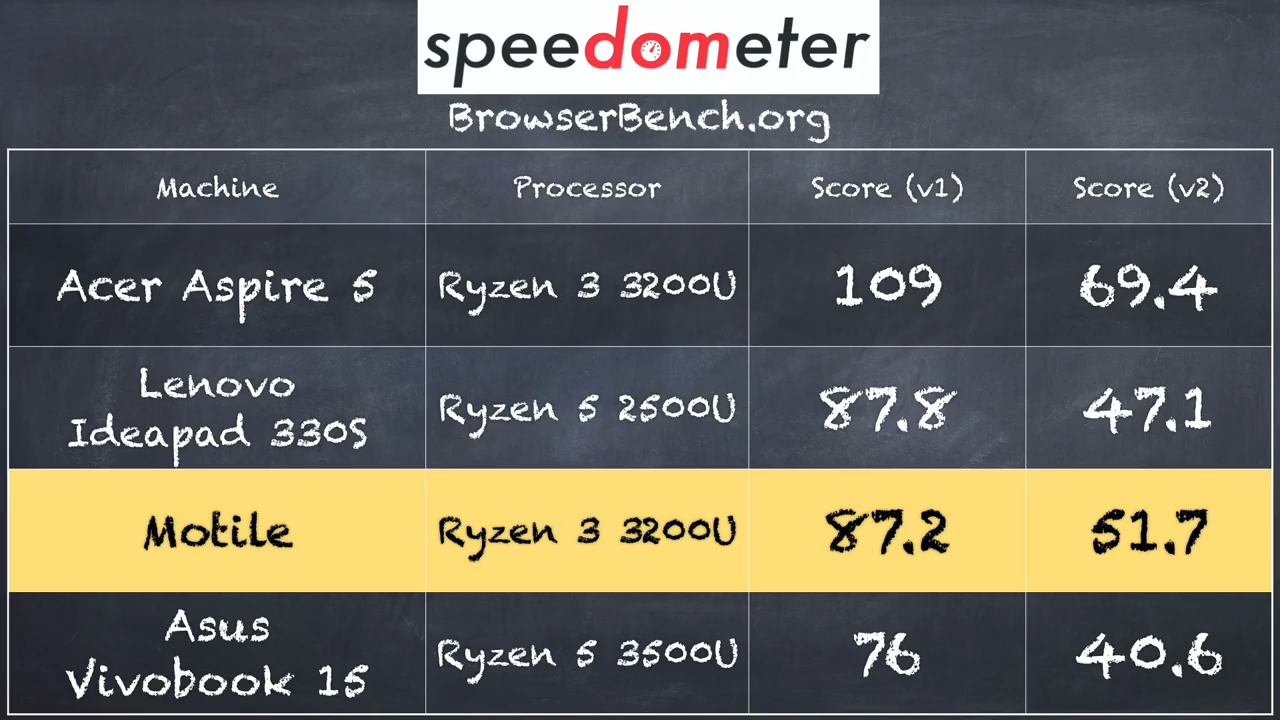 speedometer
BrowserBench.org
Machine Processor Score (v1) Score (v2)
Acer Aspire 5 Ryzen 3 3200U 109 69.4
Lenovo
Ideapad 330S Ryzen 5 2500U 87.8 47.1
Motile Ryzen 3 3200U 87.2 51.7
Asus
Vivobook 15 Ryzen 5 3500U 76 40.6